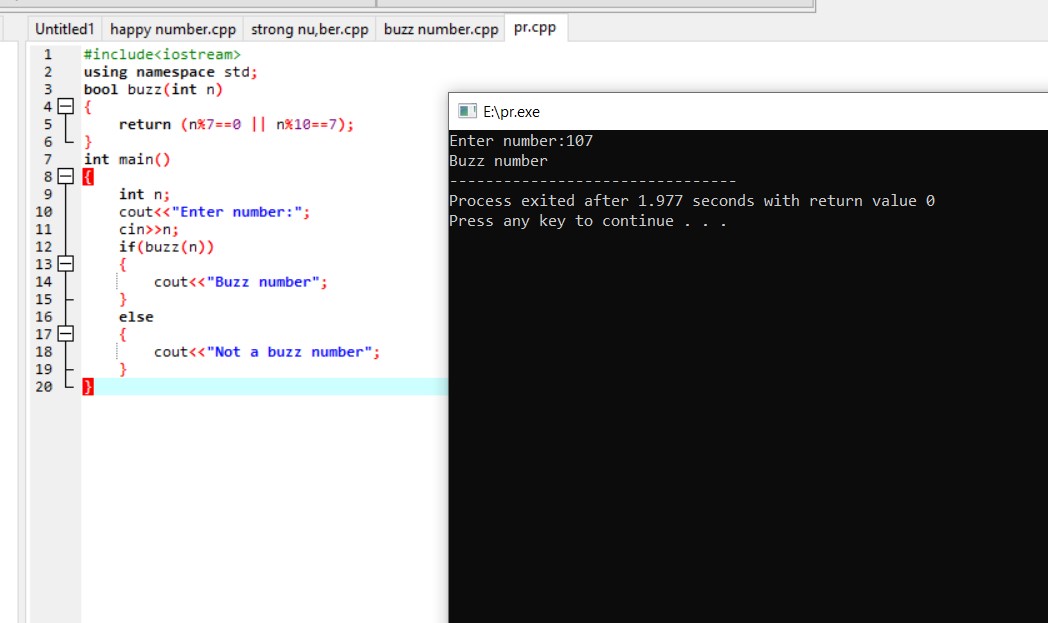 Untitled1 happy number.cpp strong nu,ber.cpp buzz number.cpp pr.cpp
1 #include<iostream>
2 using namespace std;
3 bool buzz(int n)
4 {
5 return (n%7==0 || n%10==7);
6 }
7 int main()
8 {
9 int n;
10 cout<<"Enter number:";
11 cin>>n;
12 if(buzz(n))
13 {
14 cout<<"Buzz number";
15 }
16 else
17 {
18 cout<<"Not a buzz number";
19 }
20 }
E:\pr.exe
Enter number:107
Buzz number
--------------------------------
Process exited after 1.977 seconds with return value 0
Press any key to continue . . .